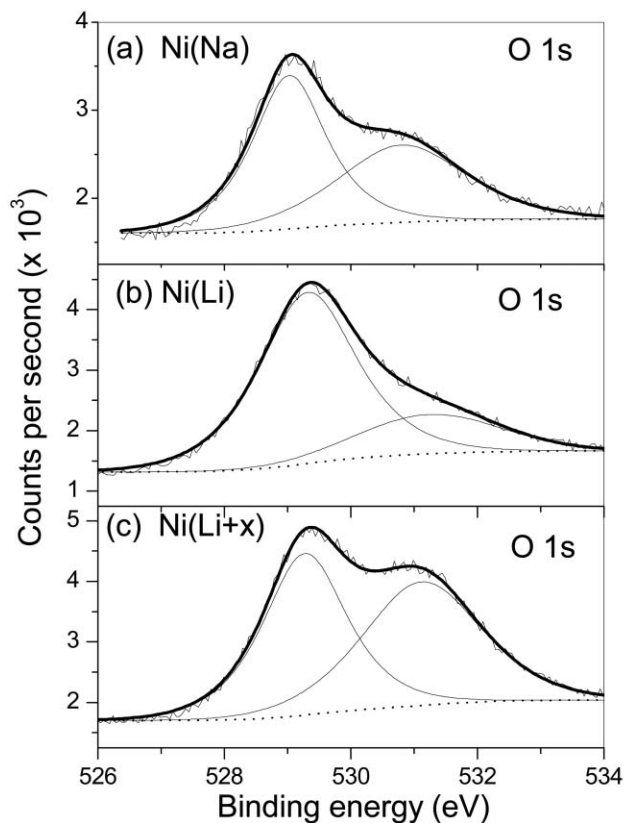 (a) Ni(Na) O 1s
4
3
2
(b) Ni(Li) O 1s
4
3
2
1
(c) Ni(Li+x) O 1s
5
4
3
2
526 528 530 532 534
Binding energy (eV)
Counts per second (x 10³)